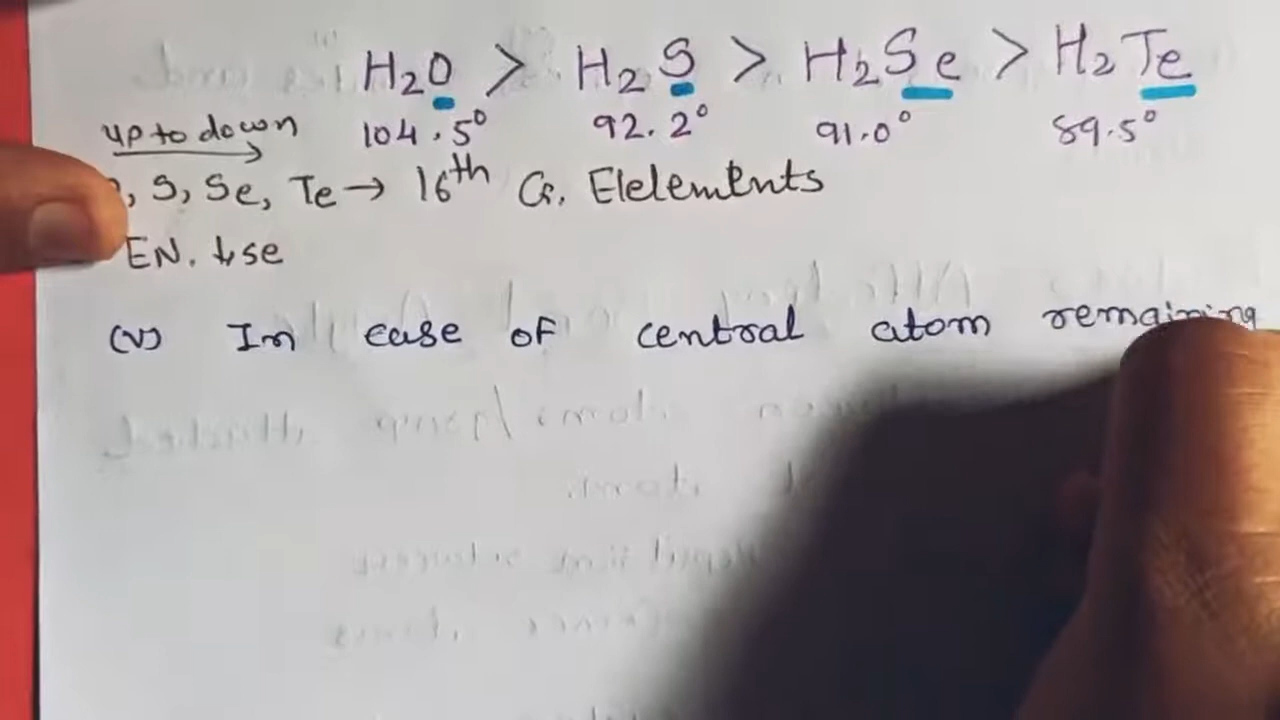 H₂O > H₂S > H₂Se > H₂Te
104.5° 92.2° 91.0° 89.5°
up to down
, S, Se, Te → 16th Gr. Elelements
EN. ↓se
(V) In case of central atom remaining